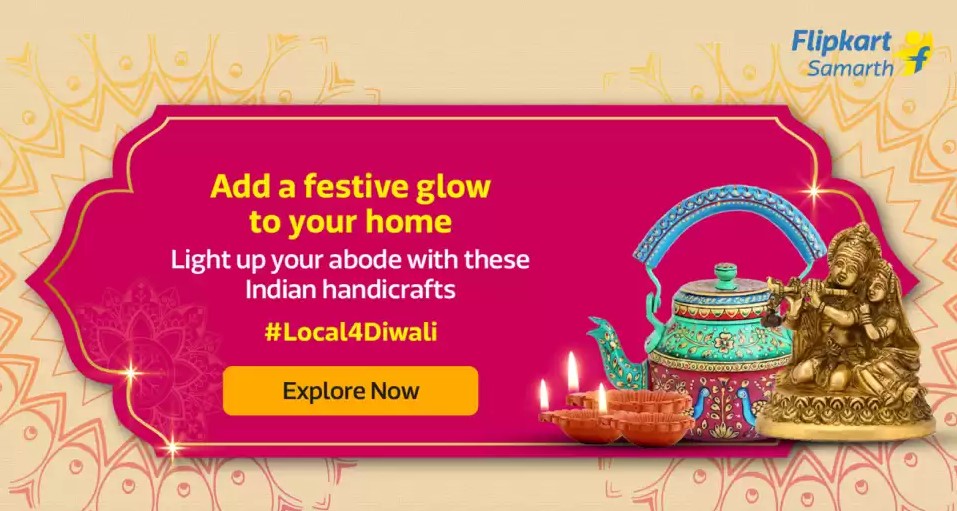 Flipkart
Samarth
Add a festive glow
to your home
Light up your abode with these
Indian handicrafts
#Local4Diwali
Explore Now